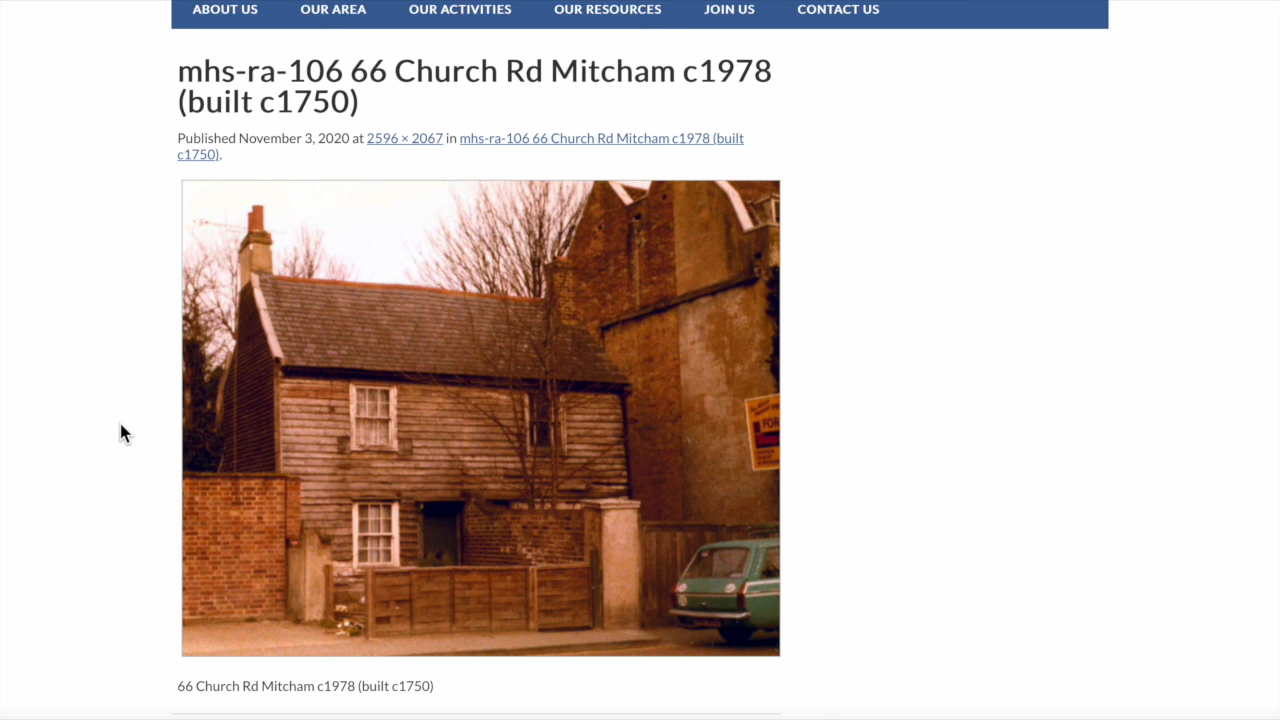 ABOUT US OUR AREA OUR ACTIVITIES OUR RESOURCES JOIN US CONTACT US
mhs-ra-106 66 Church Rd Mitcham c1978
(built c1750)
Published November 3, 2020 at 2596 × 2067 in mhs-ra-106 66 Church Rd Mitcham c1978 (built
c1750).
FOR
66 Church Rd Mitcham c1978 (built c1750)